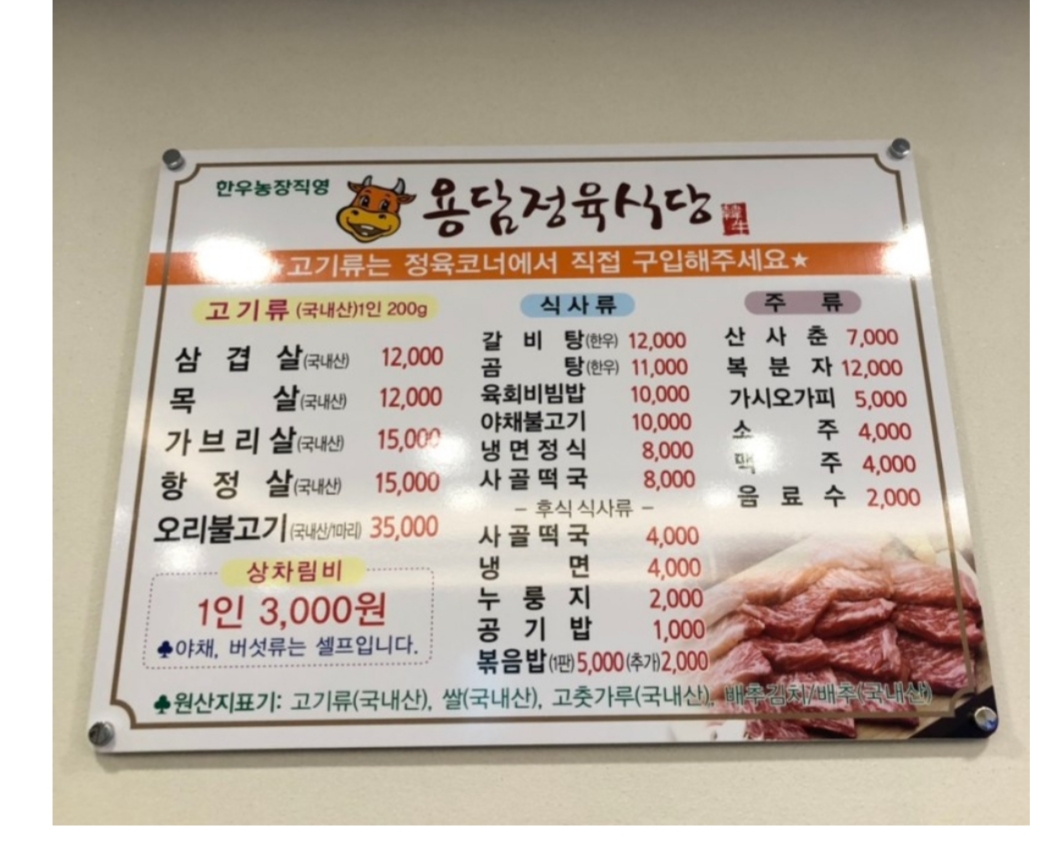 한우농장직영
용담정육식당
韓牛
★고기류는 정육코너에서 직접 구입해주세요★
고기류 (국내산)1인 200g
삼겹살(국내산) 12,000
목살(국내산) 12,000
가브리살(국내산) 15,000
항정살(국내산) 15,000
오리불고기(국내산/1마리) 35,000
상차림비
1인 3,000원
♣야채, 버섯류는 셀프입니다.
식사류
갈비탕(한우) 12,000
곰탕(한우) 11,000
육회비빔밥 10,000
야채불고기 10,000
냉면정식 8,000
사골떡국 8,000
- 후식 식사류 -
사골떡국 4,000
냉면 4,000
누룽지 2,000
공기밥 1,000
볶음밥(1판) 5,000 (추가)2,000
주류
산사춘 7,000
복분자 12,000
가시오가피 5,000
소주 4,000
맥주 4,000
음료수 2,000
♣원산지표기: 고기류(국내산), 쌀(국내산), 고춧가루(국내산), 배추김치/배추(국내산)